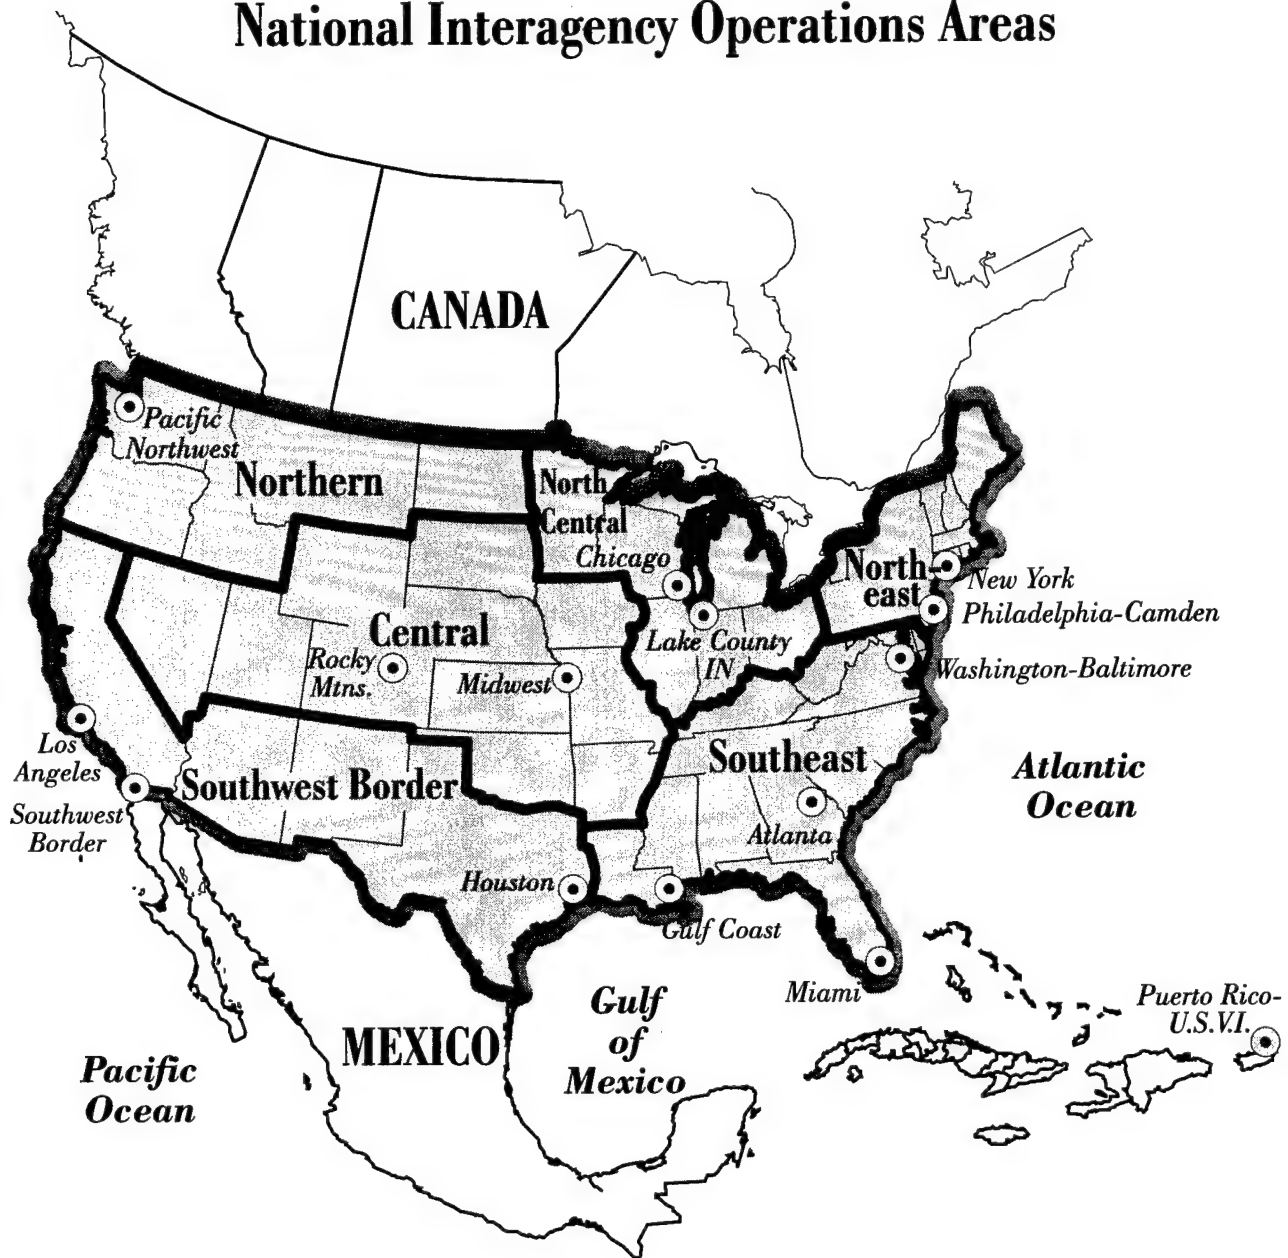 National Interagency Operations Areas
CANADA
Pacific
Northwest
Northern
North
Central
Chicago
North-
east
New York
Philadelphia-Camden
Central
Lake County
IN
Rocky
Mtns.
Midwest
Washington-Baltimore
Los
Angeles
Southwest Border
Southeast
Atlantic
Ocean
Southwest
Border
Atlanta
Houston
Gulf Coast
Miami
Puerto Rico-
U.S.V.I.
Gulf
of
Mexico
MEXICO
Pacific
Ocean